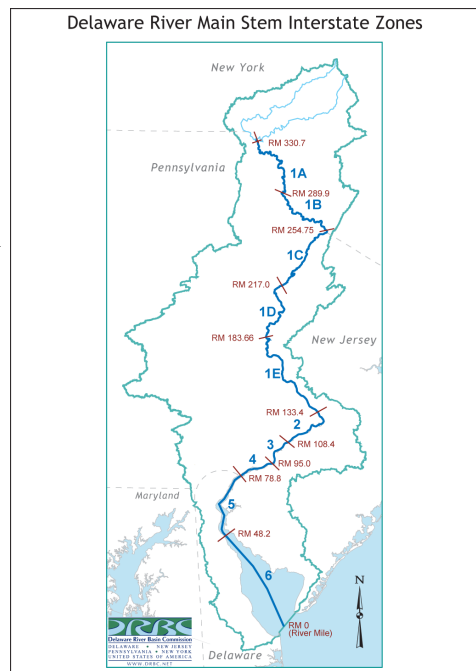 Delaware River Main Stem Interstate Zones
New York
RM 330.7
Pennsylvania
1A
RM 289.9
1B
RM 254.75
1C
RM 217.0
1D
New Jersey
RM 183.66
1E
RM 133.4
2
3
RM 108.4
4
RM 95.0
RM 78.8
Maryland
5
RM 48.2
6
N
RM 0
(River Mile)
DRBC
Delaware River Basin Commission
DELAWARE • NEW JERSEY
PENNSYLVANIA • NEW YORK
UNITED STATES OF AMERICA
WWW.DRBC.NET
Delaware